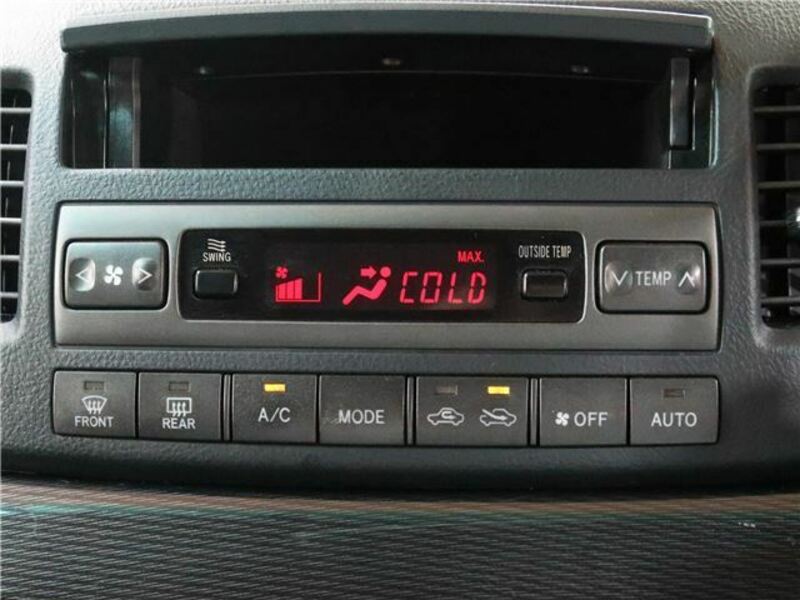 SWING
MAX.
COLD
OUTSIDE TEMP
TEMP
FRONT
REAR
A/C
MODE
OFF
AUTO